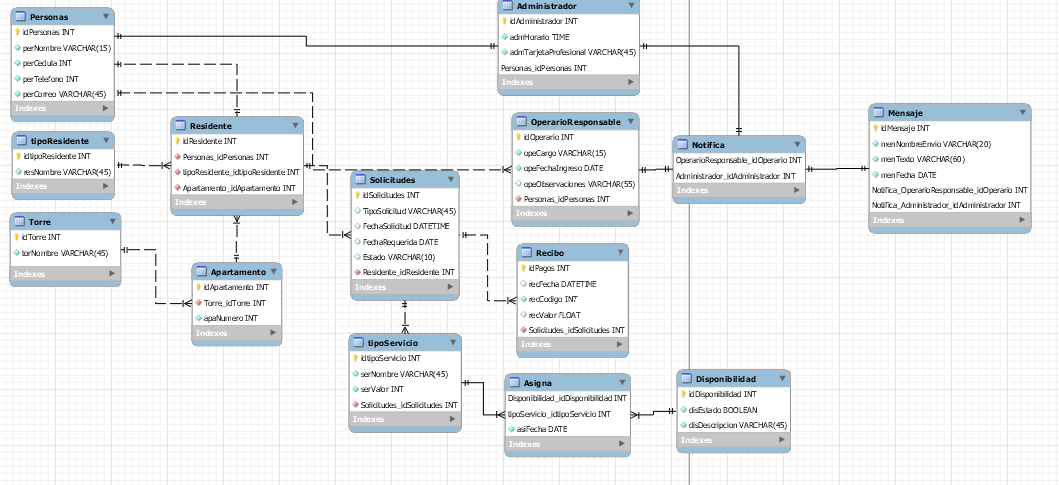 Personas
idPersonas INT
perNombre VARCHAR(15)
perCedula INT
perTelefono INT
perCorreo VARCHAR(45)
Indexes
tipoResidente
idtipoResidente INT
resNombre VARCHAR(45)
Indexes
Torre
idTorre INT
torNombre VARCHAR(45)
Indexes
Residente
idResidente INT
Personas_idPersonas INT
tipoResidente_idtipoResidente INT
Apartamento_idApartamento INT
Indexes
Apartamento
idApartamento INT
Torre_idTorre INT
apaNumero INT
Indexes
Solicitudes
idSolicitudes INT
TipoSolicitud VARCHAR(45)
FechaSolicitud DATETIME
FechaRequerida DATE
Estado VARCHAR(10)
Residente_idResidente INT
Indexes
tipoServicio
idtipoServicio INT
serNombre VARCHAR(45)
serValor INT
Solicitudes_idSolicitudes INT
Indexes
Administrador
idAdministrador INT
admHorario TIME
admTarjetaProfesional VARCHAR(45)
Personas_idPersonas INT
Indexes
OperarioResponsable
idOperario INT
opeCargo VARCHAR(15)
opeFechaIngreso DATE
opeObservaciones VARCHAR(55)
Personas_idPersonas INT
Indexes
Recibo
idPagos INT
recFecha DATETIME
recCodigo INT
recValor FLOAT
Solicitudes_idSolicitudes INT
Indexes
Asigna
Disponibilidad_idDisponibilidad INT
tipoServicio_idtipoServicio INT
asiFecha DATE
Indexes
Notifica
OperarioResponsable_idOperario INT
Administrador_idAdministrador INT
Indexes
Disponibilidad
idDisponibilidad INT
disEstado BOOLEAN
disDescripcion VARCHAR(45)
Indexes
Mensaje
idMensaje INT
menNombreEnvio VARCHAR(20)
menTexto VARCHAR(60)
menFecha DATE
Notifica_OperarioResponsable_idOperario INT
Notifica_Administrador_idAdministrador INT
Indexes